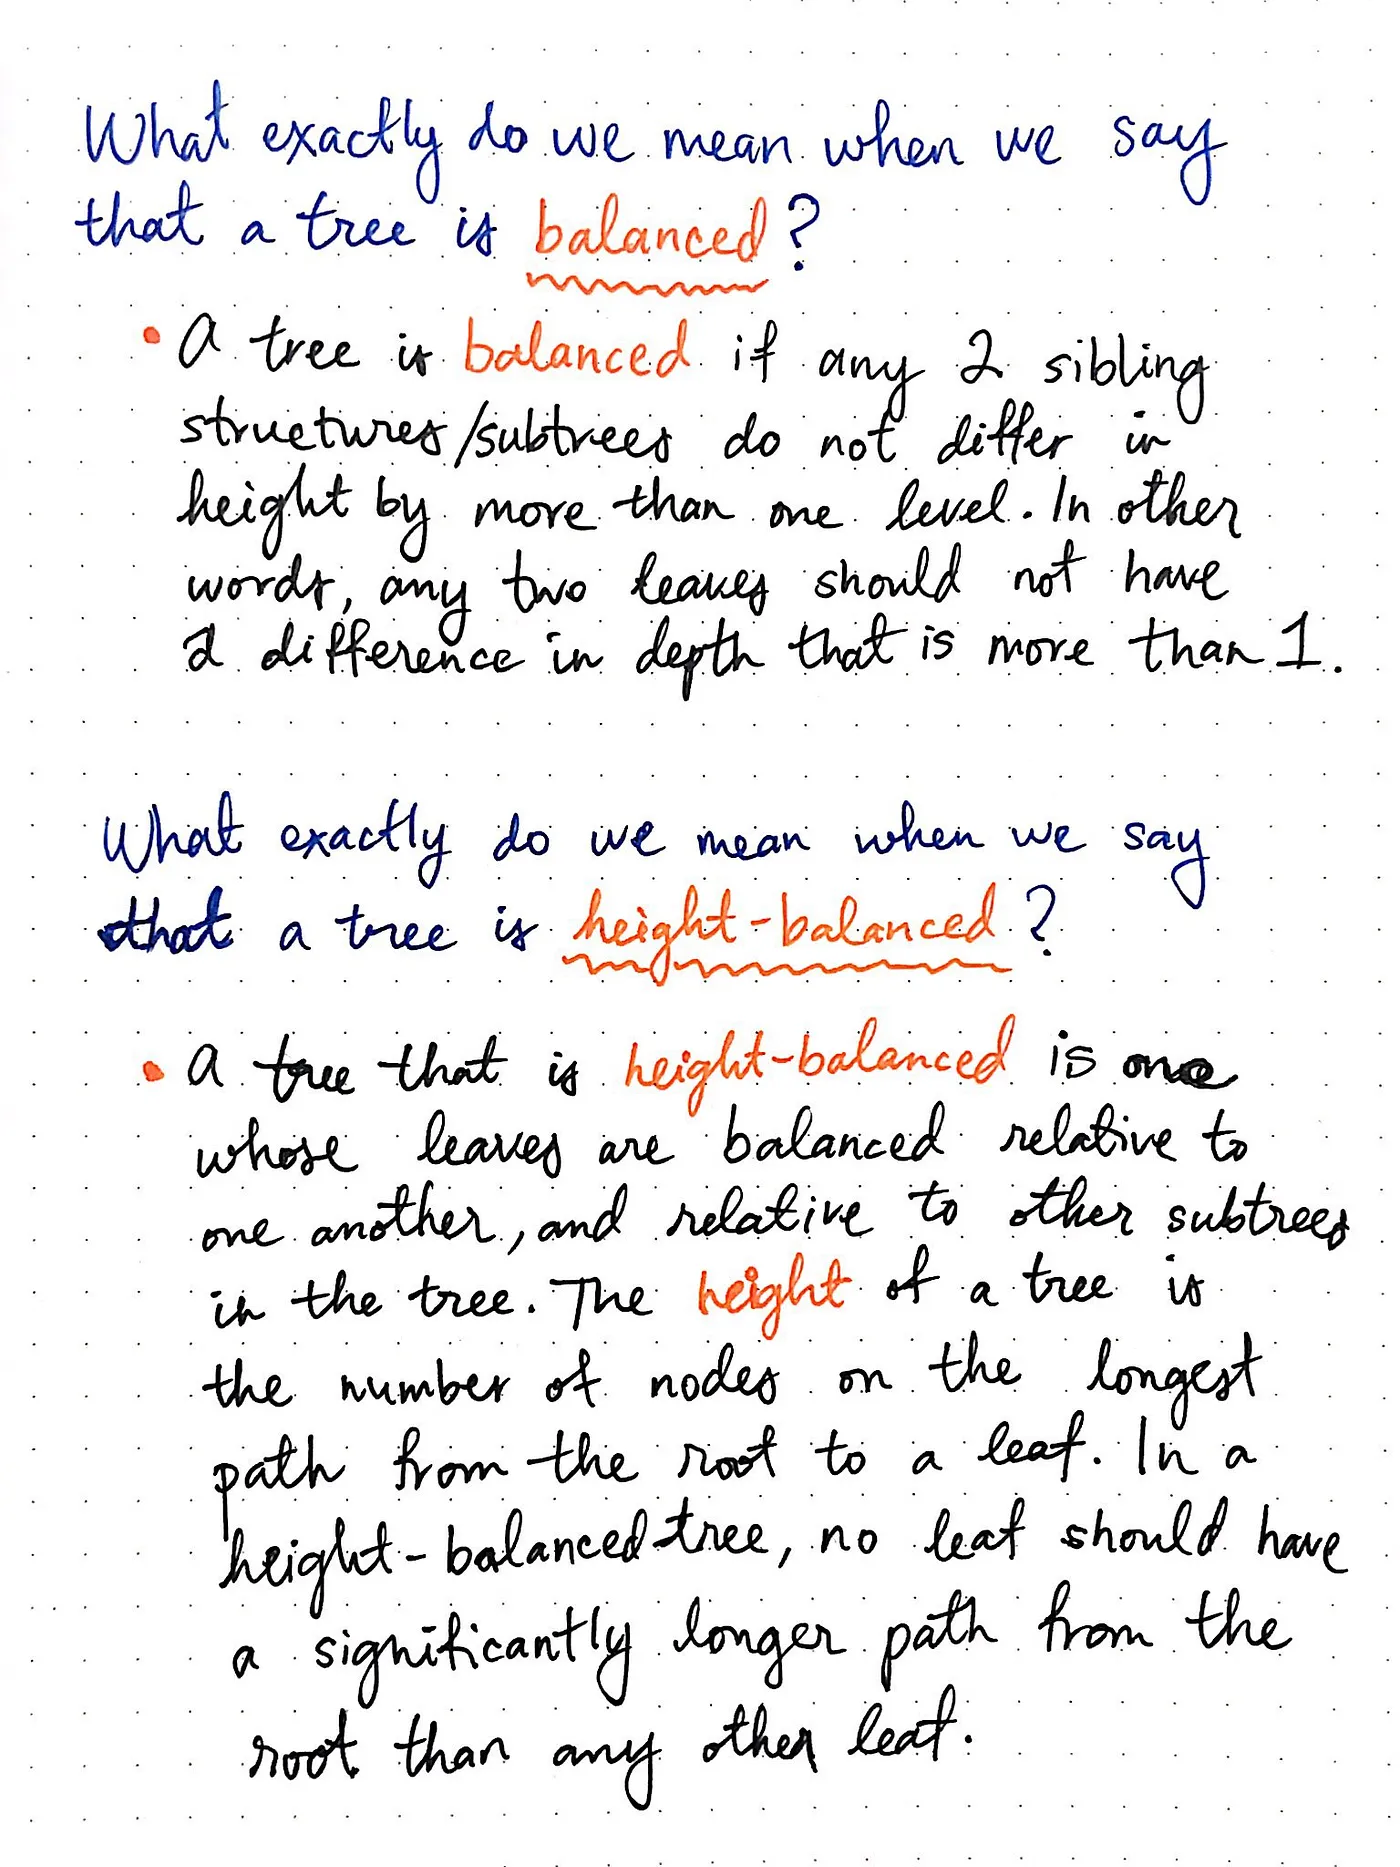 What exactly do we mean when we say
that a tree is balanced?
• A tree is balanced if any 2 sibling
structures/subtrees do not differ in
height by more than one level. In other
words, any two leaves should not have
a difference in depth that is more than 1.
What exactly do we mean when we say
that a tree is height-balanced?
• A tree that is height-balanced is one
whose leaves are balanced relative to
one another, and relative to other subtrees
in the tree. The height of a tree is
the number of nodes on the longest
path from the root to a leaf. In a
height-balanced tree, no leaf should have
a significantly longer path from the
root than any other leaf.